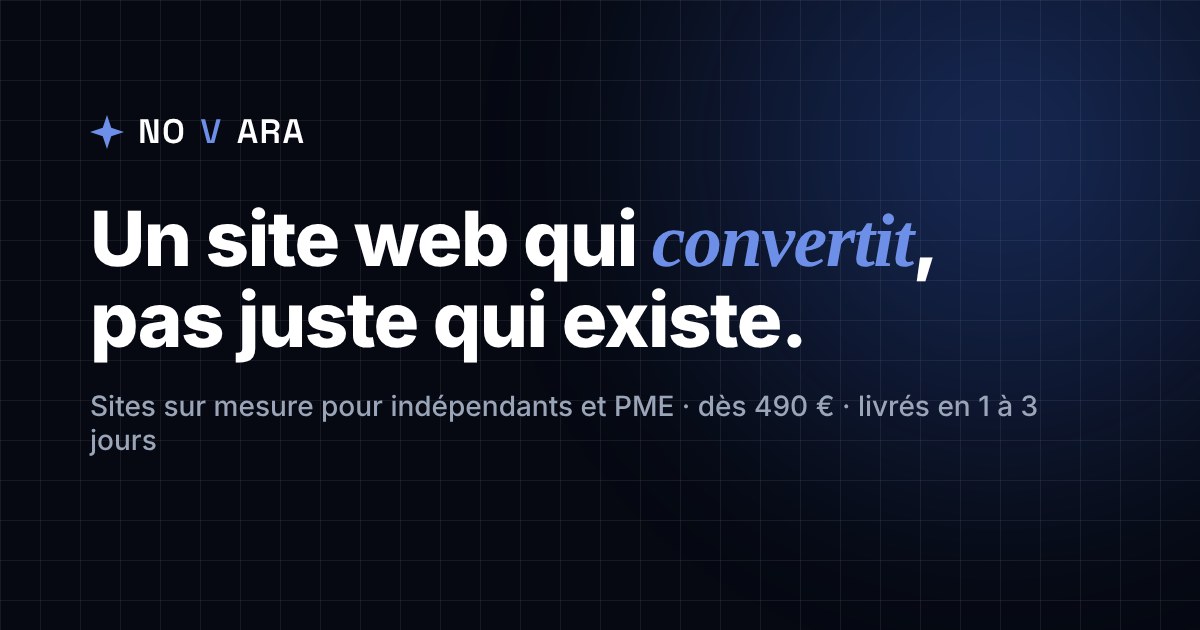 NO V ARA
Un site web qui convertit,
pas juste qui existe.
Sites sur mesure pour indépendants et PME · dès 490 € · livrés en 1 à 3
jours